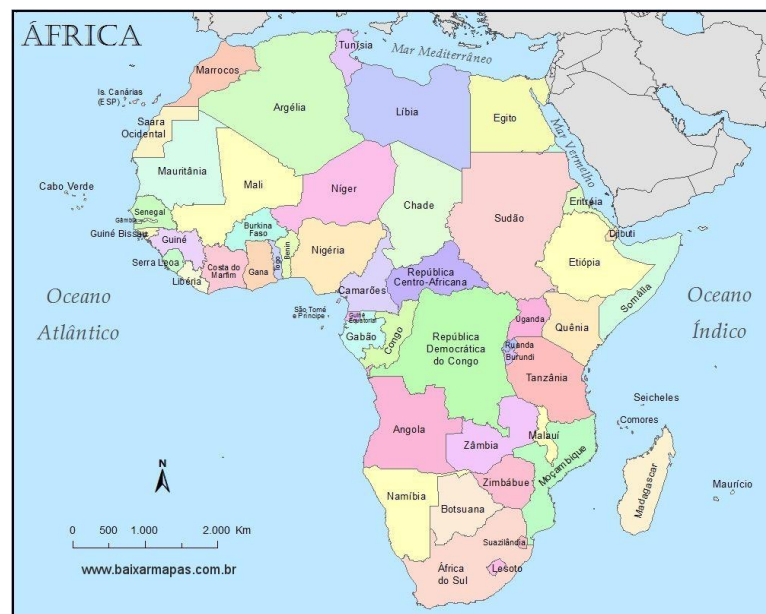 ÁFRICA
Mar Mediterrâneo
Tunísia
Marrocos
Is. Canárias
(ESP)
Argélia
Líbia
Egito
Saara
Ocidental
Mar Vermelho
Mauritânia
Mali
Níger
Chade
Sudão
Eritréia
Cabo Verde
Senegal
Gâmbia
Guiné Bissau
Guiné
Burkina
Faso
Djibuti
Serra Leoa
Libéria
Costa do
Marfim
Gana
Togo
Benin
Nigéria
Etiópia
Camarões
República
Centro-Africana
Somália
Oceano
Atlântico
Oceano
Índico
São Tomé
e Príncipe
Guiné
Equatorial
Gabão
Congo
República
Democrática
do Congo
Uganda
Quênia
Ruanda
Burundi
Tanzânia
Seicheles
Comores
Angola
Zâmbia
Malauí
Moçambique
Madagascar
Maurício
Zimbábue
Namíbia
Botsuana
Suazilândia
Lesoto
África
do Sul
N
0 500 1.000 2.000 Km
www.baixarmapas.com.br